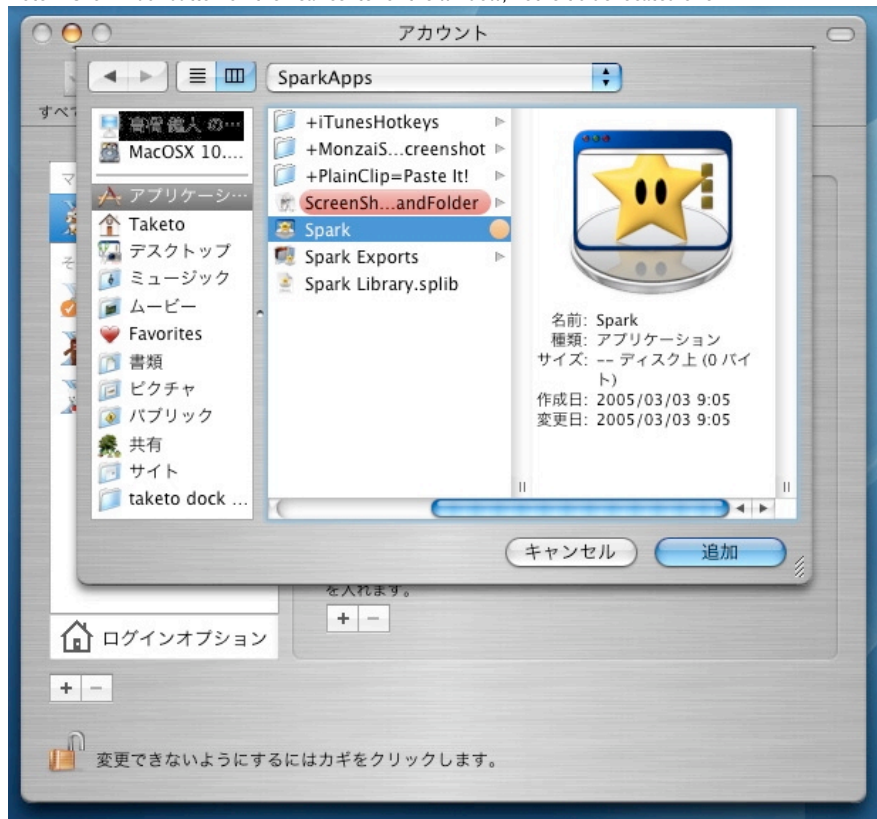 アカウント
SparkApps
すべて
MacOSX 10....
アプリケーシ…
Taketo
デスクトップ
ミュージック
ムービー
Favorites
書類
ピクチャ
パブリック
共有
サイト
taketo dock ...
+iTunesHotkeys
+MonzaiS...creenshot
+PlainClip=Paste It!
ScreenSh...andFolder
Spark
Spark Exports
Spark Library.splib
名前: Spark
種類: アプリケーション
サイズ: -- ディスク上 (0 バイ
ト)
作成日: 2005/03/03 9:05
変更日: 2005/03/03 9:05
キャンセル
追加
を入れます。
+ −
ログインオプション
+ −
変更できないようにするにはカギをクリックします。